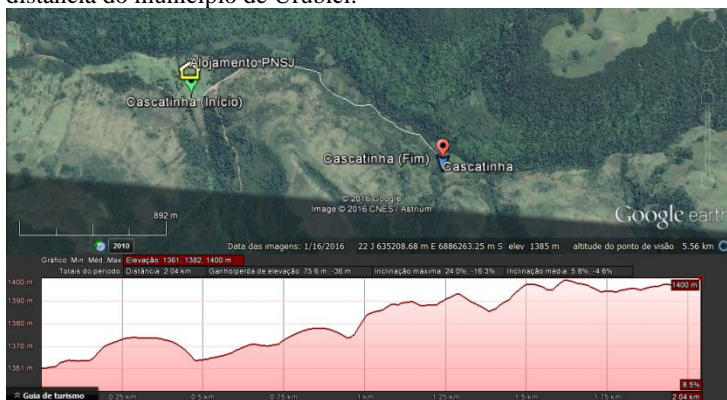 distância do município de Urubici.
Alojamento PNSJ
Cascatinha (Início)
Cascatinha (Fim)
Cascatinha
© 2016 Google
Image © 2016 CNES / Astrium
Google earth
892 m
2010
Data das imagens: 1/16/2016 22 J 635208.68 m E 6886263.25 m S elev 1385 m altitude do ponto de visão 5.56 km
Gráfico: Min, Méd, Max Elevação: 1361, 1382, 1400 m
Totais do período: Distância: 2.04 km Ganho/perda de elevação: 75.6 m, -36 m Inclinação máxima: 24.0%, -16.3% Inclinação média: 5.8%, -4.6%
1400 m
1390 m
1380 m
1370 m
1361 m
1400 m
8.5%
Guia de turismo
0.25 km
0.5 km
0.75 km
1 km
1.25 km
1.5 km
1.75 km
2.04 km